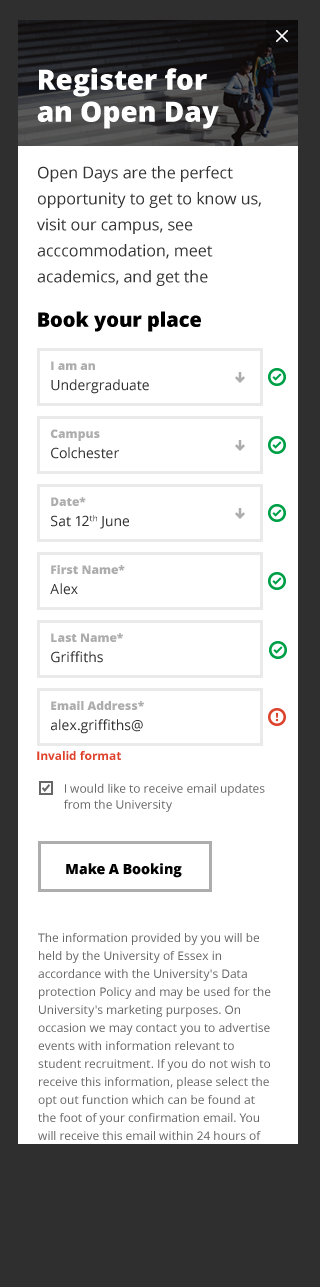 Register for
an Open Day
Open Days are the perfect
opportunity to get to know us,
visit our campus, see
acccommodation, meet
academics, and get the
Book your place
I am an
Undergraduate
Campus
Colchester
Date*
Sat 12th June
First Name*
Alex
Last Name*
Griffiths
Email Address*
alex.griffiths@
Invalid format
I would like to receive email updates
from the University
Make A Booking
The information provided by you will be
held by the University of Essex in
accordance with the University's Data
protection Policy and may be used for the
University's marketing purposes. On
occasion we may contact you to advertise
events with information relevant to
student recruitment. If you do not wish to
receive this information, please select the
opt out function which can be found at
the foot of your confirmation email. You
will receive this email within 24 hours of